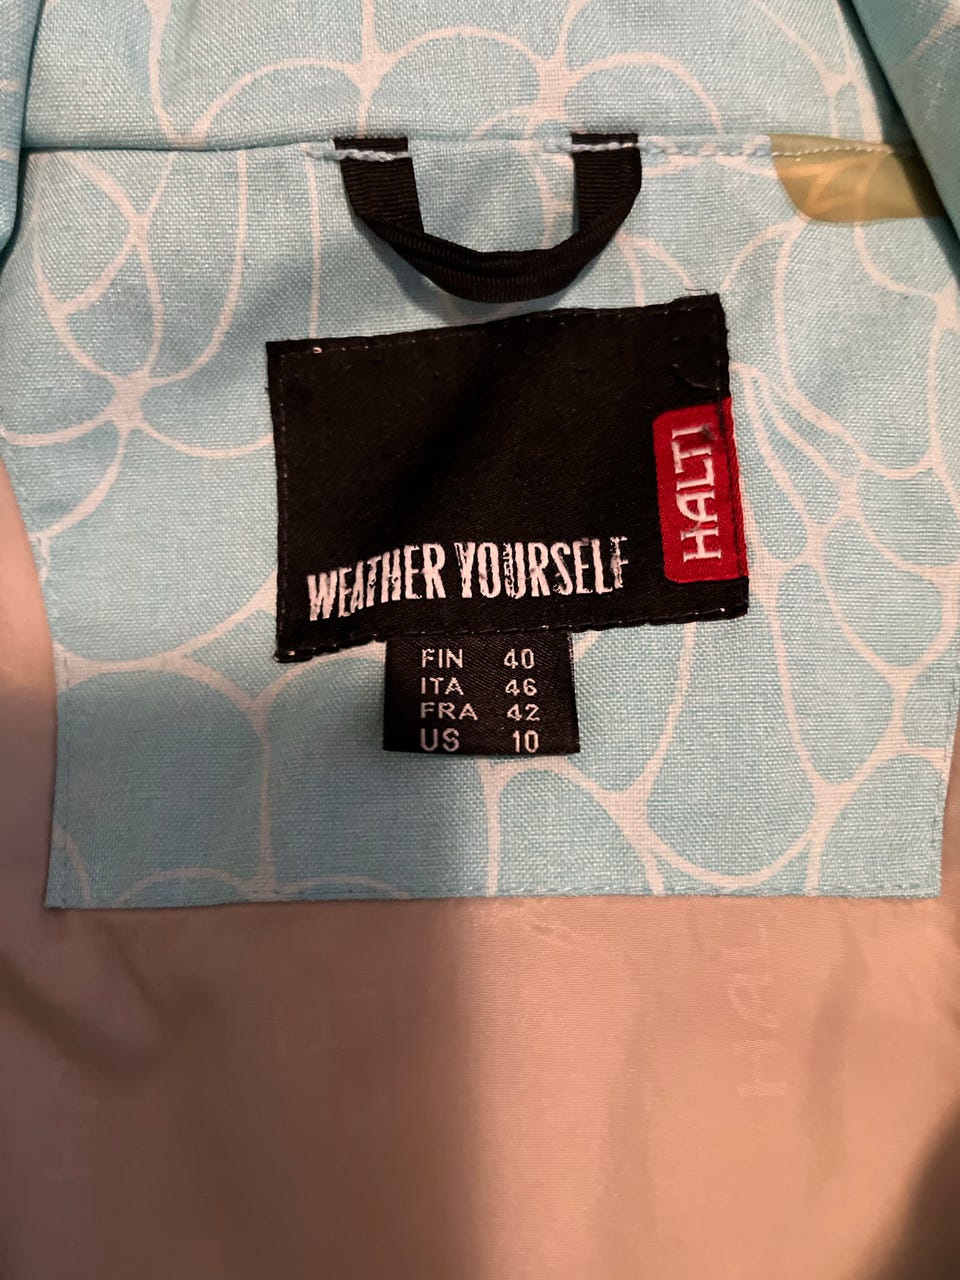 HALTI
WEATHER YOURSELF
FIN 40
ITA 46
FRA 42
US 10